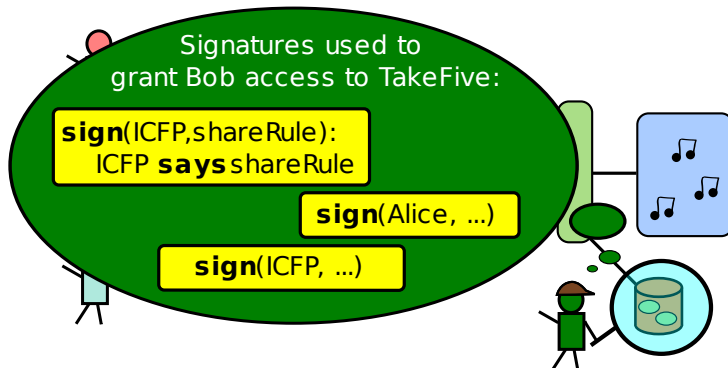 Signatures used to
grant Bob access to TakeFive:
sign(ICFP,shareRule):
ICFP says shareRule
sign(Alice, ...)
sign(ICFP, ...)